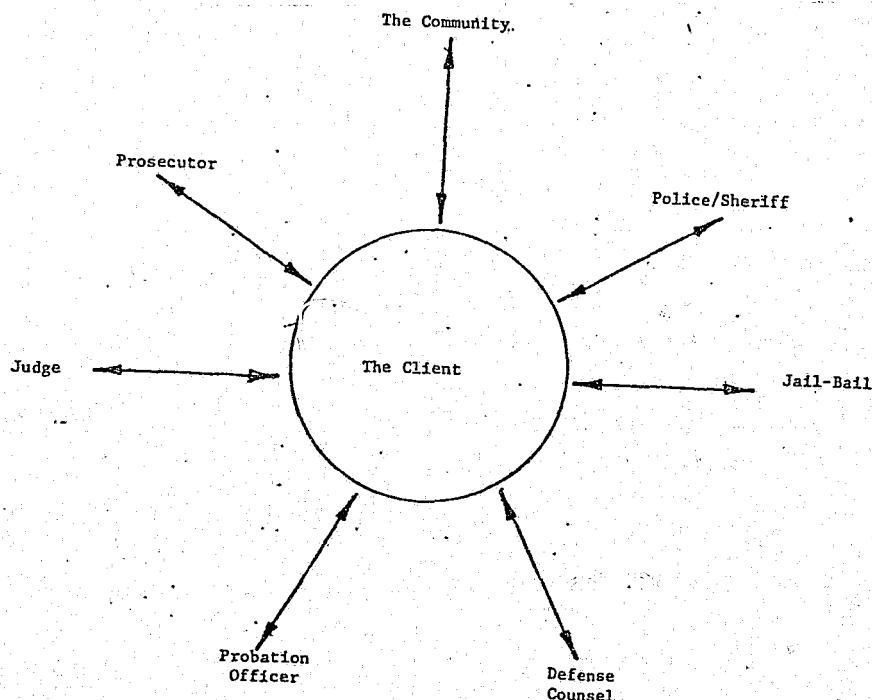 The Community
Prosecutor
Police/Sheriff
Judge
The Client
Jail-Bail
Probation
Officer
Defense
Counsel